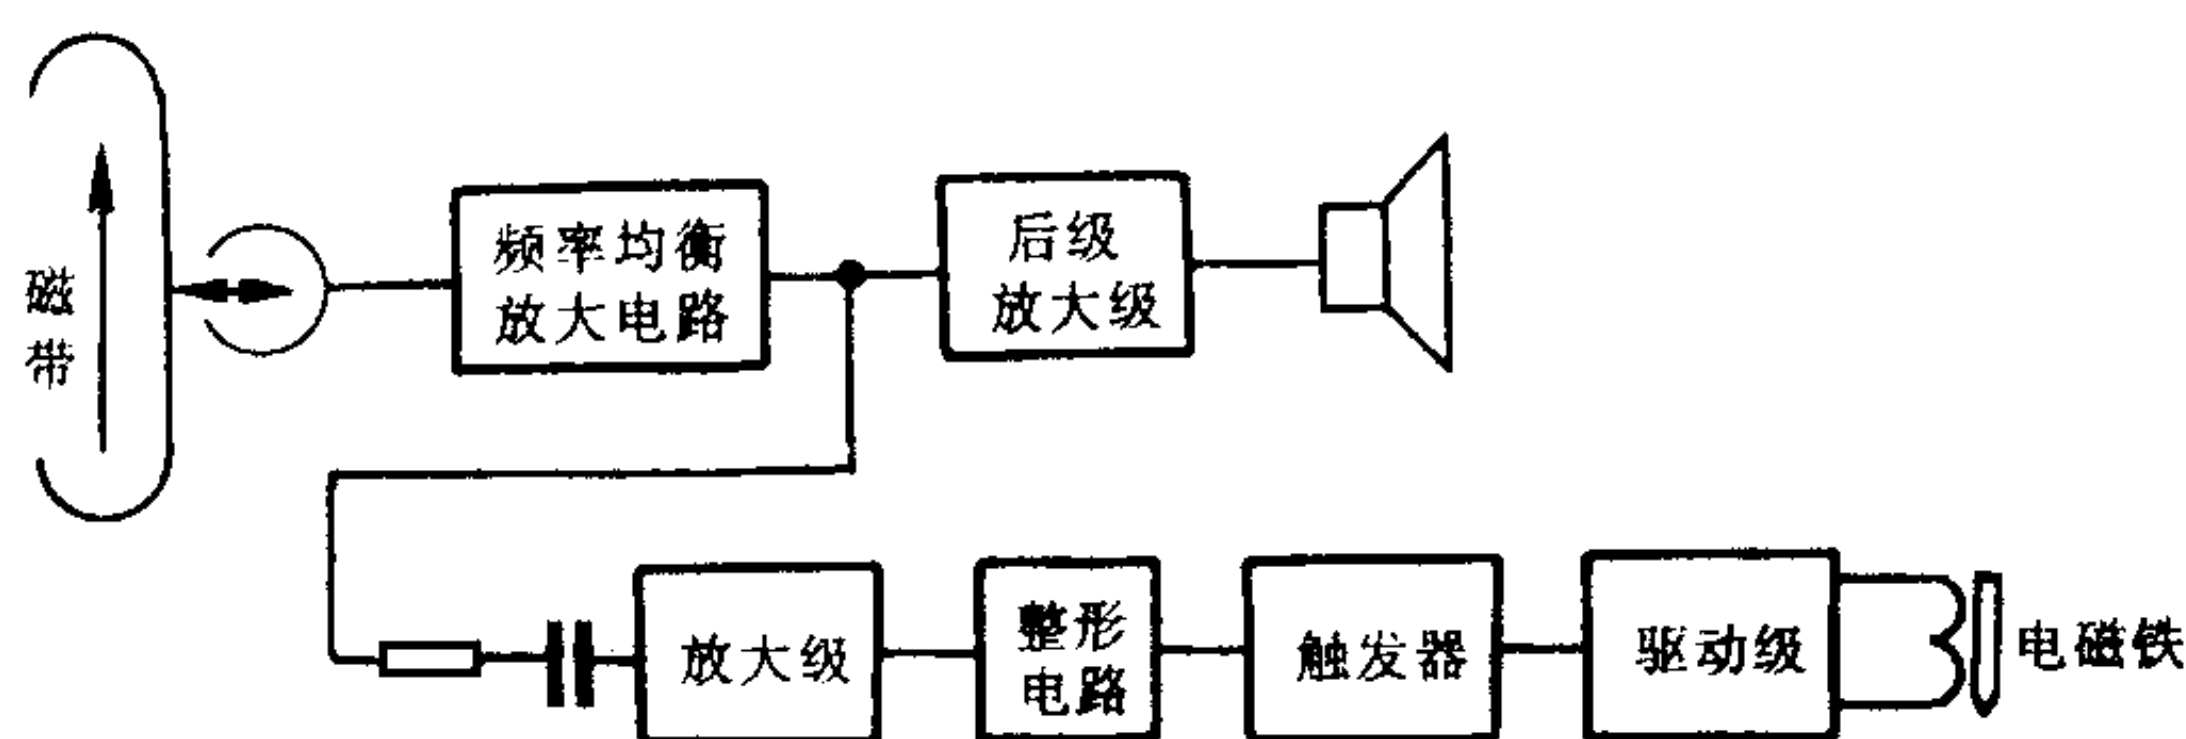 磁带
频率均衡
放大电路
后级
放大级
放大级
整形
电路
触发器
驱动级
电磁铁